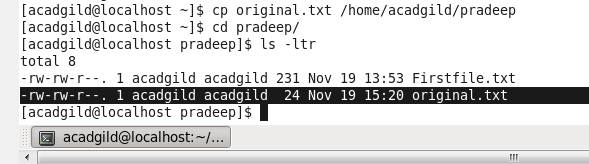 [acadgild@localhost ~]$ cp original.txt /home/acadgild/pradeep
[acadgild@localhost ~]$ cd pradeep/
[acadgild@localhost pradeep]$ ls -ltr
total 8
-rw-rw-r--. 1 acadgild acadgild 231 Nov 19 13:53 Firstfile.txt
-rw-rw-r--. 1 acadgild acadgild  24 Nov 19 15:20 original.txt
[acadgild@localhost pradeep]$
acadgild@localhost:~/...